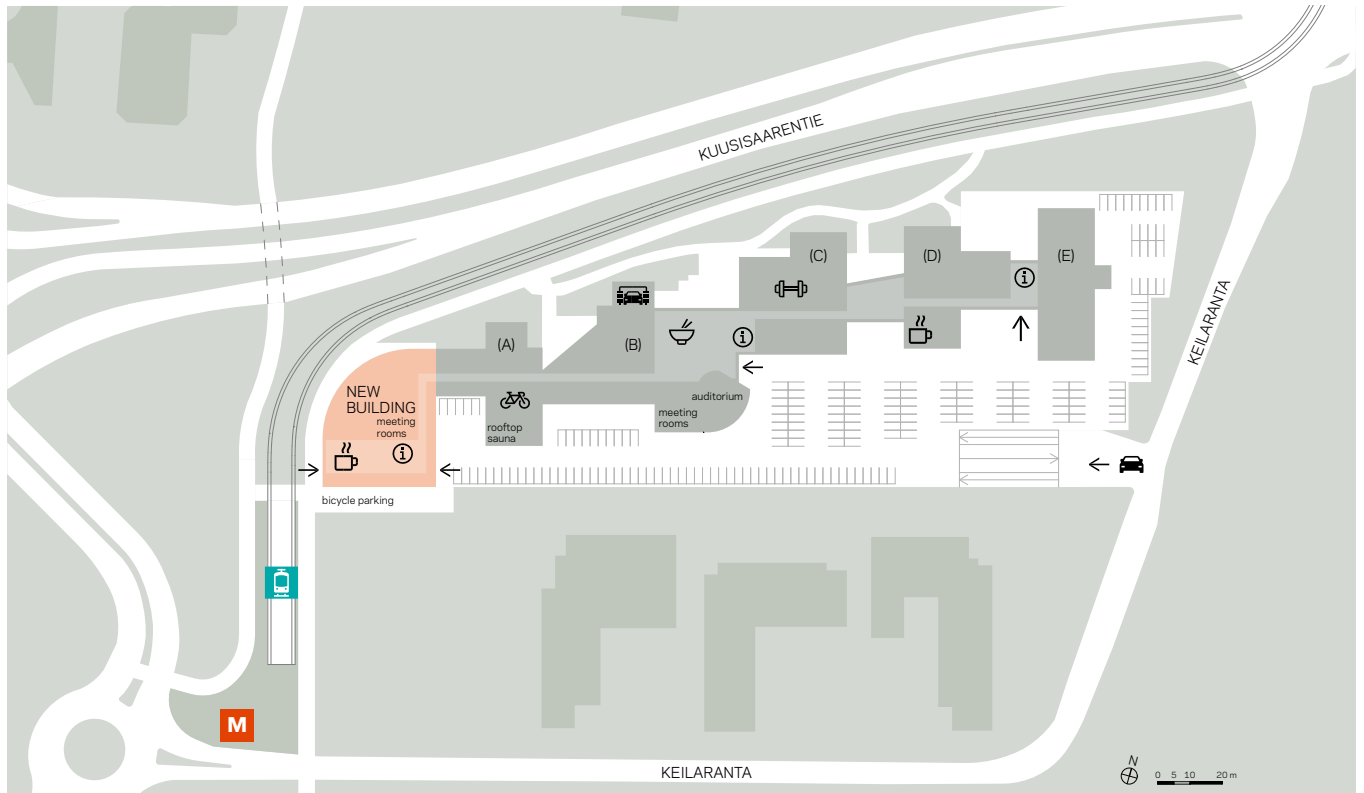 KUUSISAARENTIE
(C)
(D)
(E)
KEILARANTA
(A)
(B)
NEW
BUILDING
meeting
rooms
rooftop
sauna
auditorium
meeting
rooms
bicycle parking
M
KEILARANTA
N
0 5 10 20 m